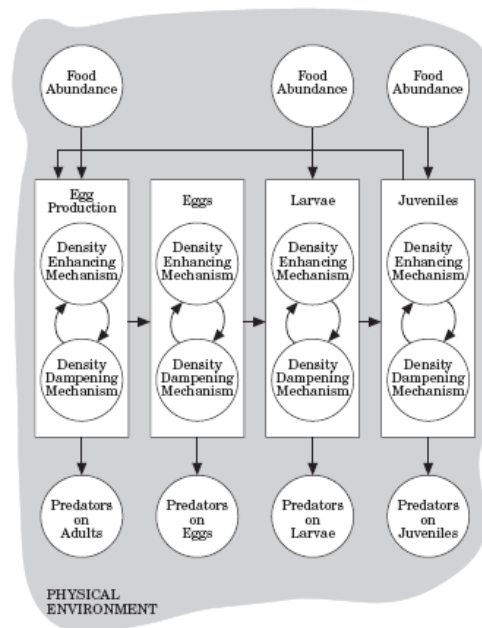 Food
Abundance
Food
Abundance
Food
Abundance
Egg
Production
Eggs
Larvae
Juveniles
Density
Enhancing
Mechanism
Density
Enhancing
Mechanism
Density
Enhancing
Mechanism
Density
Enhancing
Mechanism
Density
Dampening
Mechanism
Density
Dampening
Mechanism
Density
Dampening
Mechanism
Density
Dampening
Mechanism
Predators
on
Adults
Predators
on
Eggs
Predators
on
Larvae
Predators
on
Juveniles
PHYSICAL
ENVIRONMENT